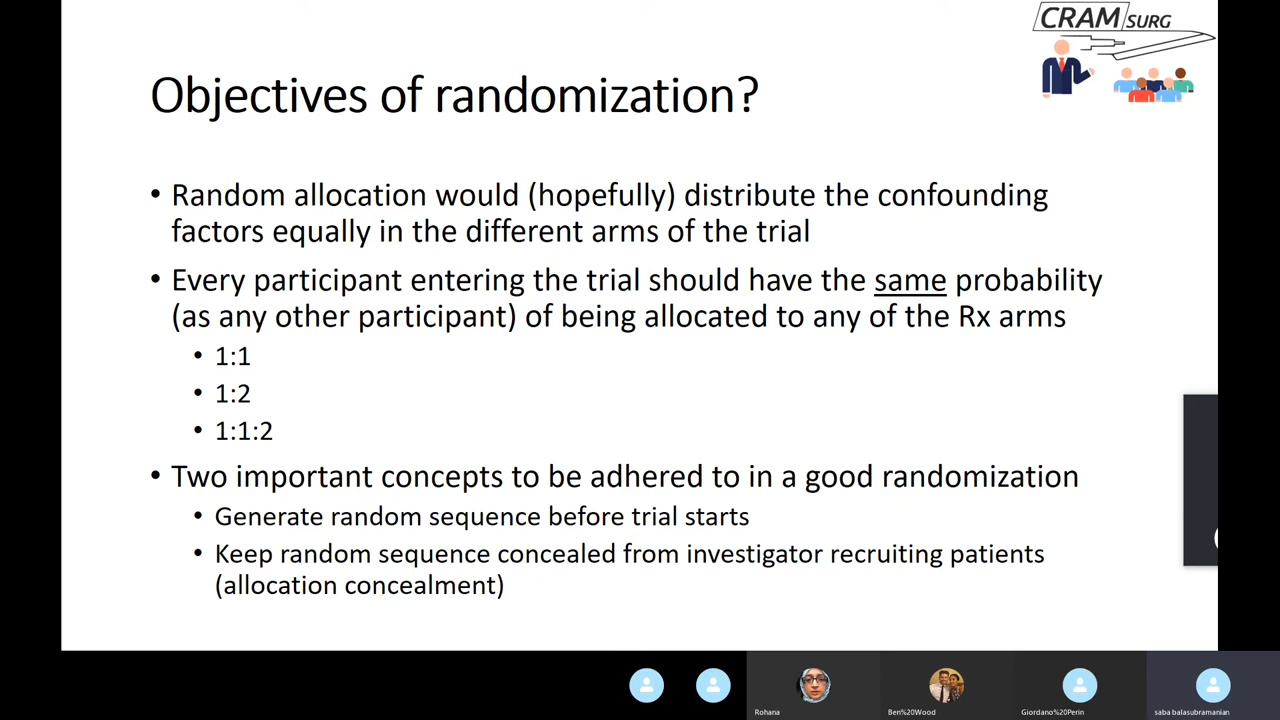 CRAM SURG
Objectives of randomization?
• Random allocation would (hopefully) distribute the confounding
factors equally in the different arms of the trial
• Every participant entering the trial should have the same probability
(as any other participant) of being allocated to any of the Rx arms
• 1:1
• 1:2
• 1:1:2
• Two important concepts to be adhered to in a good randomization
• Generate random sequence before trial starts
• Keep random sequence concealed from investigator recruiting patients
(allocation concealment)
Rohana
Ben%20Wood
Giordano%20Perin
saba balasubramanian